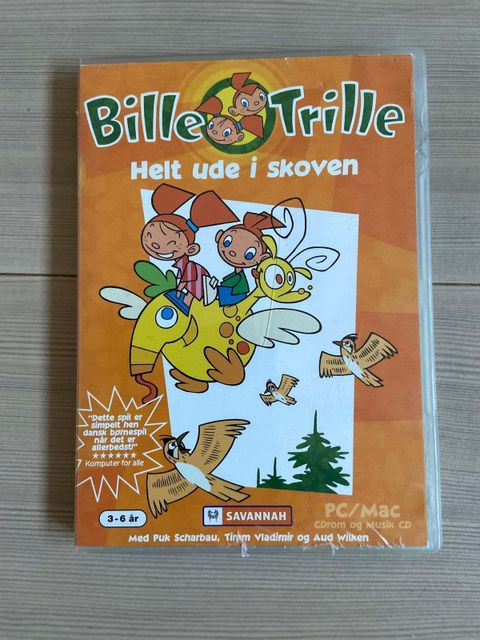 Bille Trille
Helt ude i skoven
"Dette spil er
simpelt hen
dansk børnespil
når det er
allerbedst!"
★★★★★★
Komputer for alle
3-6 år
SAVANNAH
PC/Mac
CDrom og Musik CD
Med Puk Scharbau, Timm Vladimir og Aud Wilken